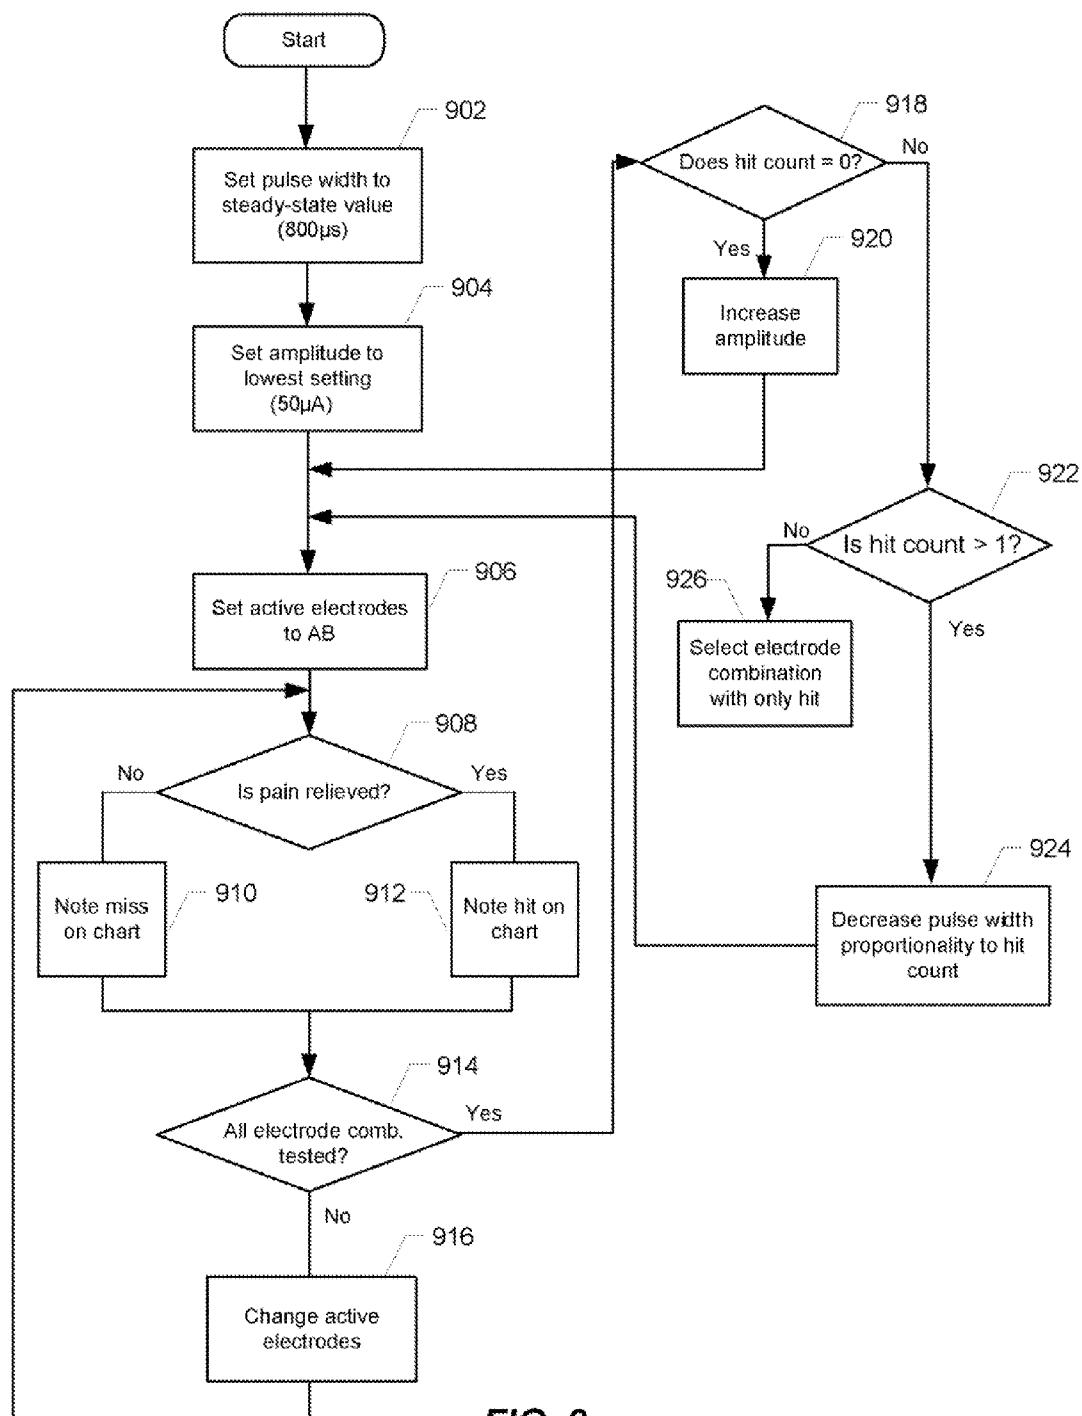 Start
902
Set pulse width to
steady-state value
(800µs)
904
Set amplitude to
lowest setting
(50µA)
906
Set active electrodes
to AB
908
No
Is pain relieved?
Yes
Note miss
on chart
910
912
Note hit on
chart
914
All electrode comb.
tested?
Yes
No
916
Change active
electrodes
918
Does hit count = 0?
No
Yes
920
Increase
amplitude
922
No
Is hit count > 1?
Yes
926
Select electrode
combination
with only hit
924
Decrease pulse width
proportionality to hit
count
FIG.